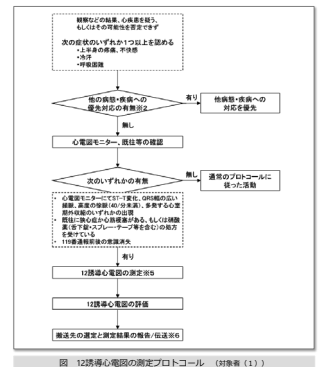 観察などの結果、心疾患を疑う、
もしくはその可能性を否定できず
次の症状のいずれか1つ以上を認める
・上半身の疼痛、不快感
・冷汗
・呼吸困難
他の病態・疾病への
優先対応の有無※2
有り
他病態・疾病への
対応を優先
無し
心電図モニター、既往等の確認
次のいずれかの有無
無し
通常のプロトコールに
従った活動
・心電図モニターにてST-T変化、QRS幅の広い
頻脈、高度の徐脈(40/分未満)、多発する心室
期外収縮のいずれかの出現
・既往に狭心症か心筋梗塞がある、もしくは硝酸
薬(舌下錠・スプレー・テープ等を含む)の処方
を受けている
・119番通報前後の意識消失
有り
12誘導心電図の測定※5
12誘導心電図の評価
搬送先の選定と測定結果の報告/伝送※6
図 12誘導心電図の測定プロトコール (対象者(1))